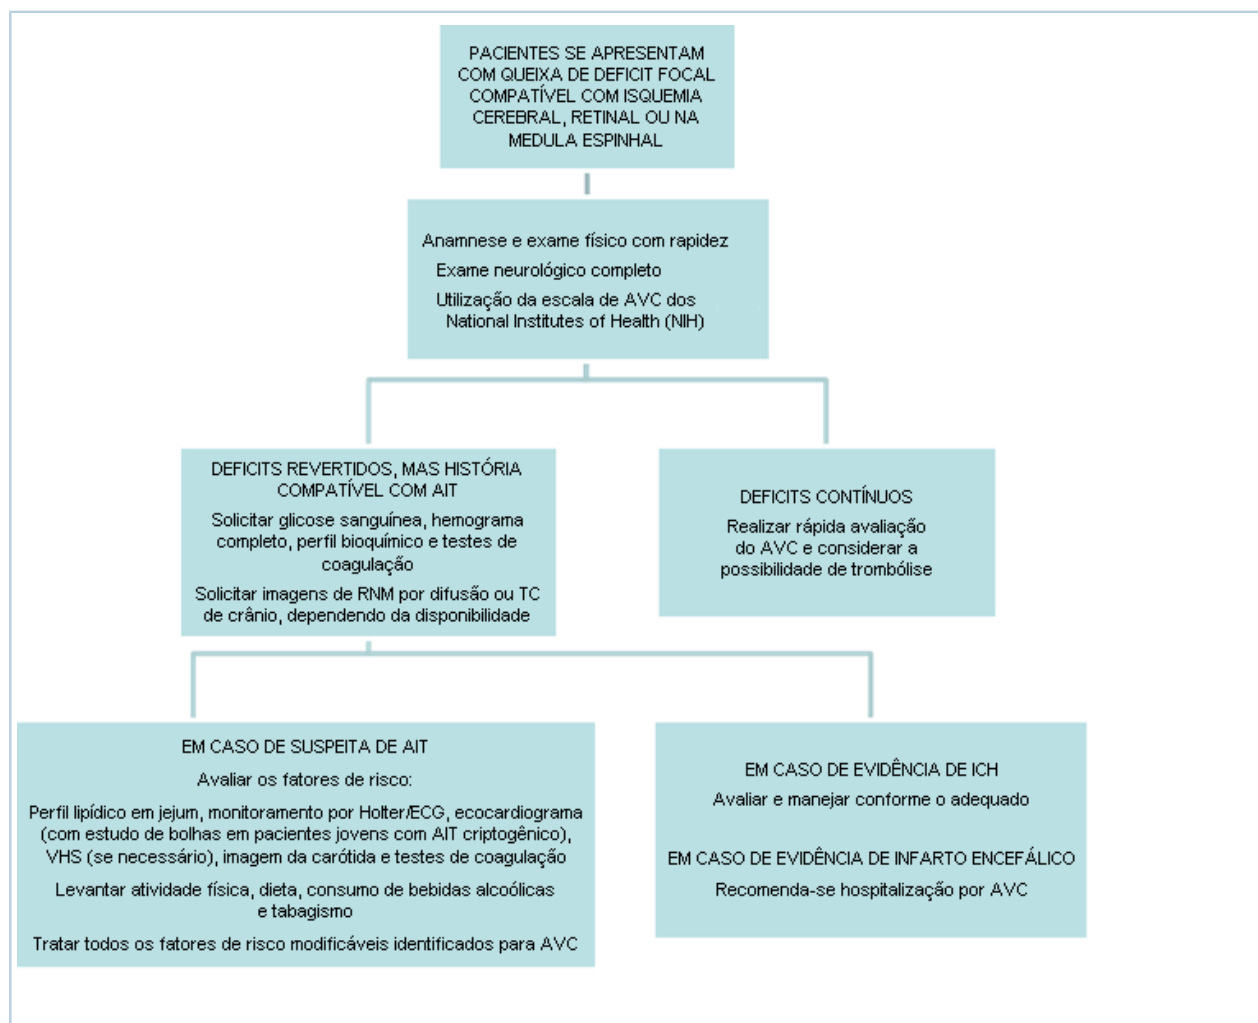 PACIENTES SE APRESENTAM
COM QUEIXA DE DEFICIT FOCAL
COMPATÍVEL COM ISQUEMIA
CEREBRAL, RETINAL OU NA
MEDULA ESPINHAL
Anamnese e exame físico com rapidez
Exame neurológico completo
Utilização da escala de AVC dos
National Institutes of Health (NIH)
DEFICITS REVERTIDOS, MAS HISTÓRIA
COMPATÍVEL COM AIT
Solicitar glicose sanguínea, hemograma
completo, perfil bioquímico e testes de
coagulação
Solicitar imagens de RNM por difusão ou TC
de crânio, dependendo da disponibilidade
DEFICITS CONTÍNUOS
Realizar rápida avaliação
do AVC e considerar a
possibilidade de trombólise
EM CASO DE SUSPEITA DE AIT
Avaliar os fatores de risco:
Perfil lipídico em jejum, monitoramento por Holter/ECG, ecocardiograma
(com estudo de bolhas em pacientes jovens com AIT criptogênico),
VHS (se necessário), imagem da carótida e testes de coagulação
Levantar atividade física, dieta, consumo de bebidas alcoólicas
e tabagismo
Tratar todos os fatores de risco modificáveis identificados para AVC
EM CASO DE EVIDÊNCIA DE ICH
Avaliar e manejar conforme o adequado
EM CASO DE EVIDÊNCIA DE INFARTO ENCEFÁLICO
Recomenda-se hospitalização por AVC